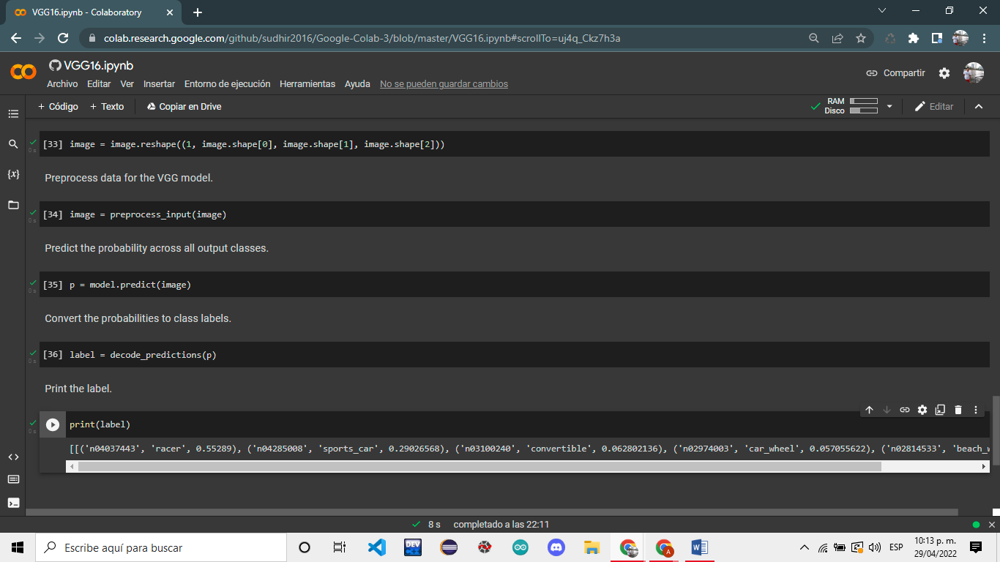 VGG16.ipynb - Colaboratory
colab.research.google.com/github/sudhir2016/Google-Colab-3/blob/master/VGG16.ipynb#scrollTo=uj4q_Ckz7h3a
VGG16.ipynb
Archivo Editar Ver Insertar Entorno de ejecución Herramientas Ayuda No se pueden guardar cambios
Compartir
+ Código + Texto Copiar en Drive
RAM
Disco
Editar
[33] image = image.reshape((1, image.shape[0], image.shape[1], image.shape[2]))
0 s
Preprocess data for the VGG model.
[34] image = preprocess_input(image)
0 s
Predict the probability across all output classes.
[35] p = model.predict(image)
0 s
Convert the probabilities to class labels.
[36] label = decode_predictions(p)
0 s
Print the label.
print(label)
0 s
[[('n04037443', 'racer', 0.55289), ('n04285008', 'sports_car', 0.29026568), ('n03100240', 'convertible', 0.062802136), ('n02974003', 'car_wheel', 0.057055622), ('n02814533', 'beach_w
8 s completado a las 22:11
Escribe aquí para buscar
DEV
ESP
10:13 p. m.
29/04/2022